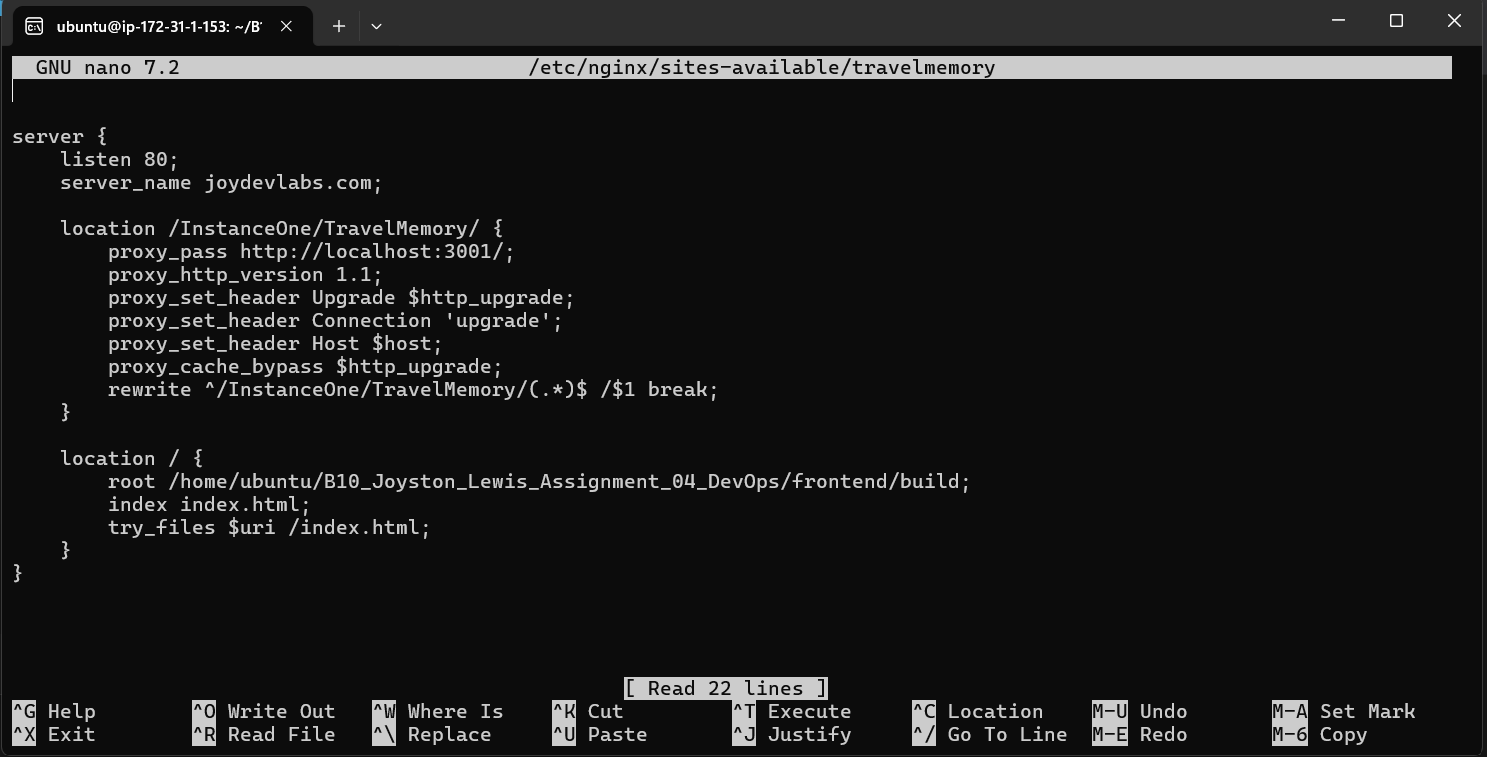 ubuntu@ip-172-31-1-153: ~/B
GNU nano 7.2 /etc/nginx/sites-available/travelmemory
server {
    listen 80;
    server_name joydevlabs.com;
    location /InstanceOne/TravelMemory/ {
        proxy_pass http://localhost:3001/;
        proxy_http_version 1.1;
        proxy_set_header Upgrade $http_upgrade;
        proxy_set_header Connection 'upgrade';
        proxy_set_header Host $host;
        proxy_cache_bypass $http_upgrade;
        rewrite ^/InstanceOne/TravelMemory/(.*)$ /$1 break;
    }
    location / {
        root /home/ubuntu/B10_Joyston_Lewis_Assignment_04_DevOps/frontend/build;
        index index.html;
        try_files $uri /index.html;
    }
}
[ Read 22 lines ]
^G Help ^O Write Out ^W Where Is ^K Cut ^T Execute ^C Location M-U Undo M-A Set Mark
^X Exit ^R Read File ^\ Replace ^U Paste ^J Justify ^/ Go To Line M-E Redo M-6 Copy